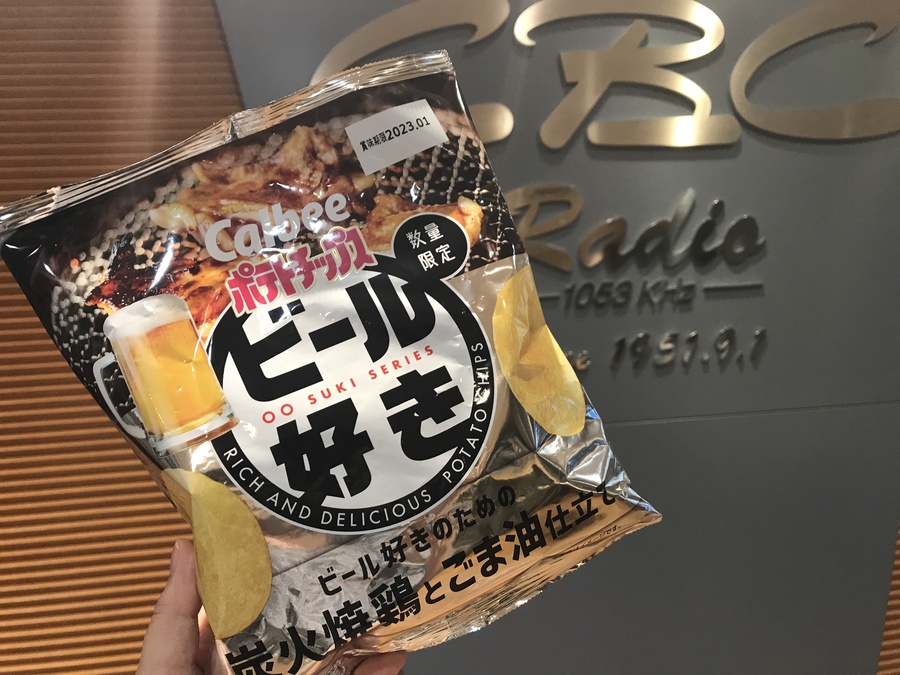 CBC
Radio
1053 KHz
1951.9.1
賞味期限2023.01
Calbee
ポテトチップス
数量
限定
ビール
OO SUKI SERIES
好き
RICH AND DELICIOUS POTATO CHIPS
ビール好きのための
炭火焼鶏とごま油仕立て